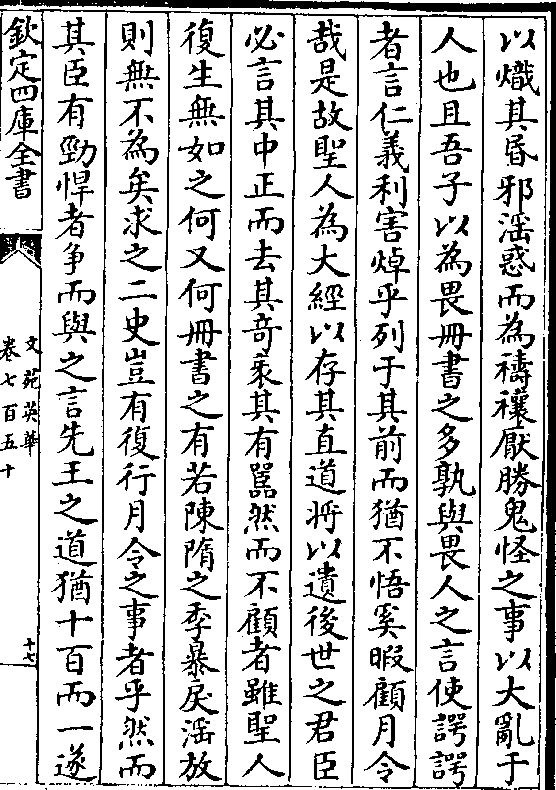 以熾其昏邪淫惑而為禱禳厭勝鬼怪之事以大亂于
人也且吾子以為畏冊書之多孰與畏人之言使諤諤
者言仁義利害焯乎列于其前而猶不悟奚暇顧月令
哉是故聖人為大經以存其直道將以遺後世之君臣
必言其中正而去其奇袤其有嚚然而不顧者雖聖人
復生無如之何又何冊書之有若陳隋之季暴戾淫放
則無不為矣求之二史豈有復行月令之事者乎然而
其臣有勁悍者争而與之言先王之道猶十百而一遂
欽定四庫全書
文苑英華
卷七百五十
十七